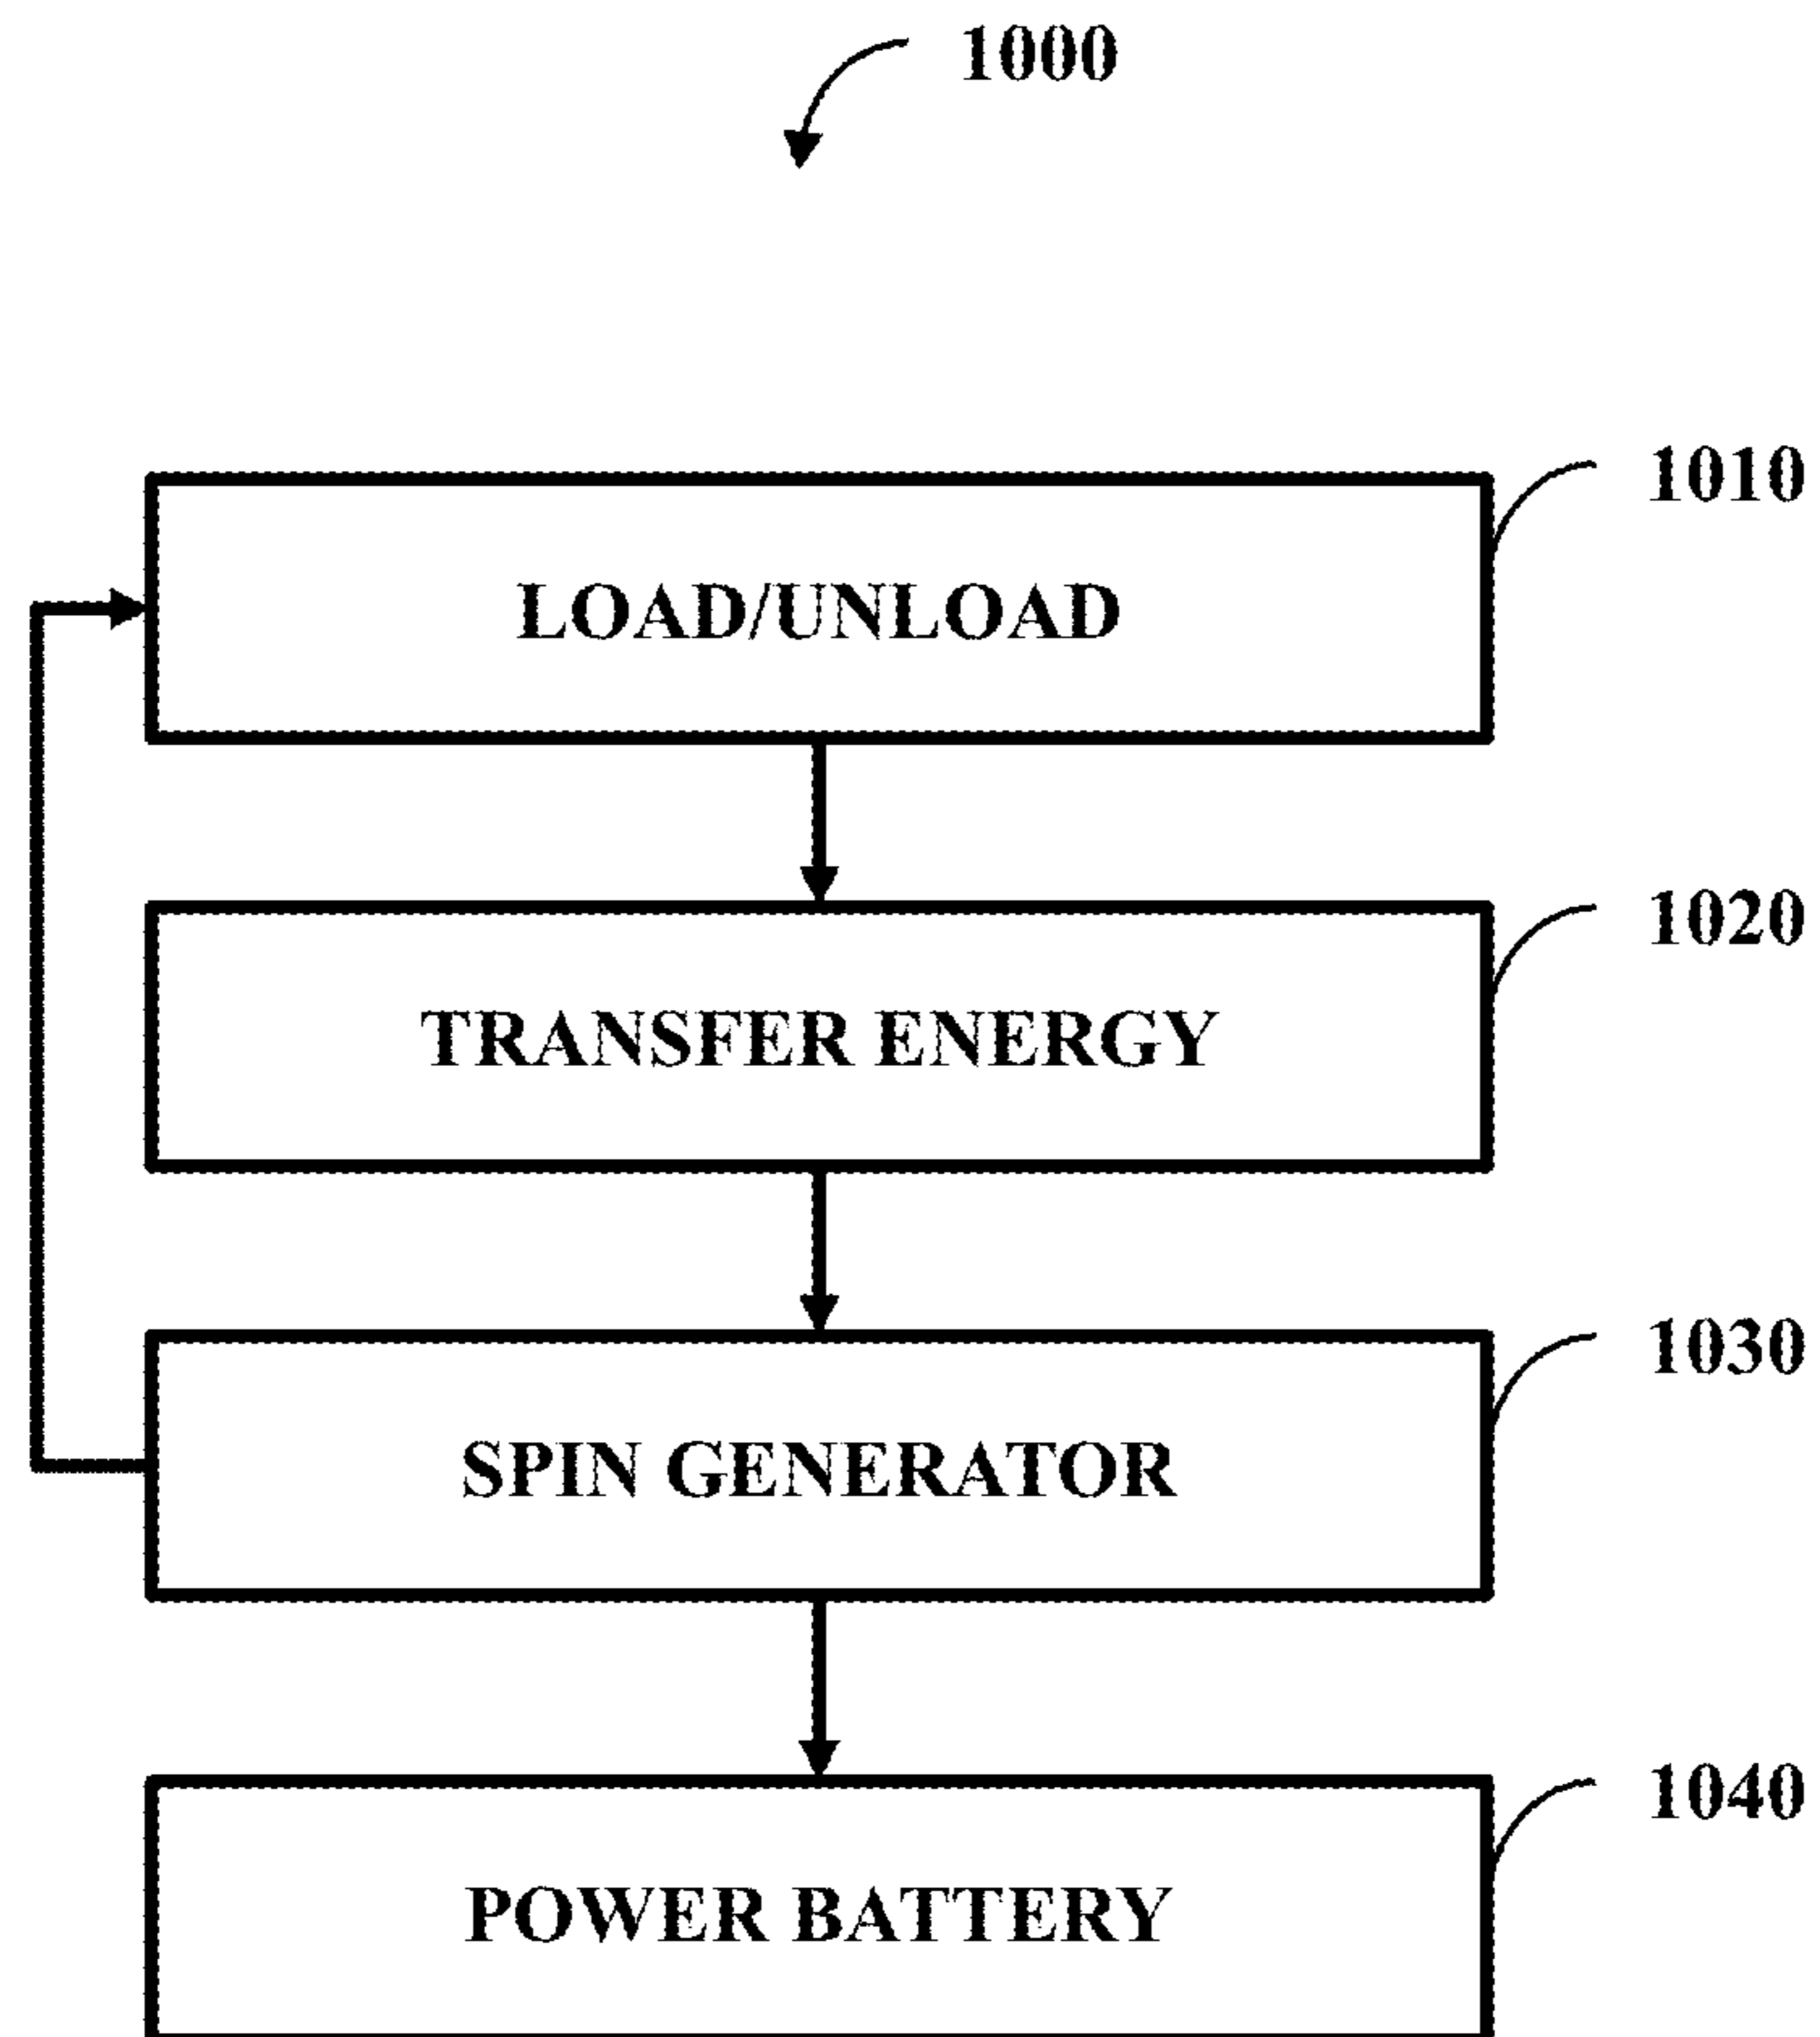 1000
1010
LOAD/UNLOAD
1020
TRANSFER ENERGY
1030
SPIN GENERATOR
1040
POWER BATTERY